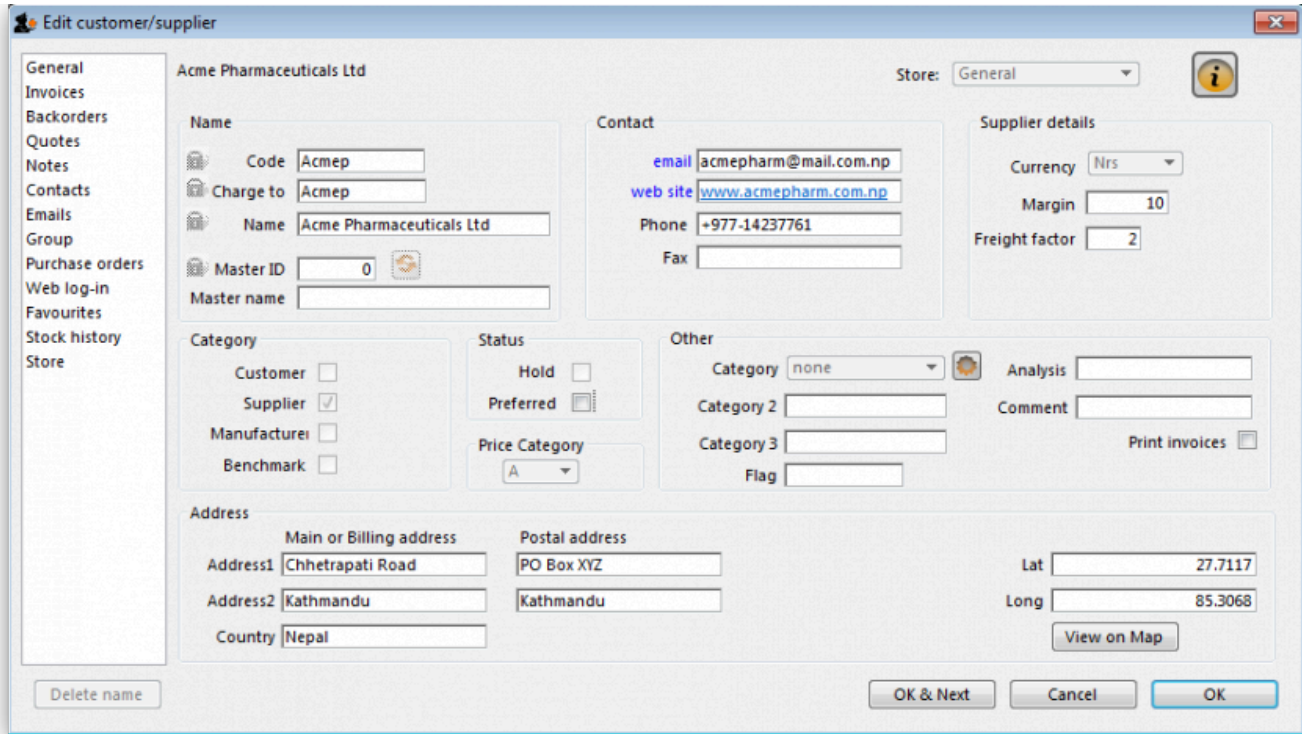 Edit customer/supplier
General
Invoices
Backorders
Quotes
Notes
Contacts
Emails
Group
Purchase orders
Web log-in
Favourites
Stock history
Store
Acme Pharmaceuticals Ltd
Store: General
Name
Code Acmep
Charge to Acmep
Name Acme Pharmaceuticals Ltd
Master ID 0
Master name
Contact
email acmepharm@mail.com.np
web site www.acmepharm.com.np
Phone +977-14237761
Fax
Supplier details
Currency Nrs
Margin 10
Freight factor 2
Category
Customer
Supplier
Manufacturer
Benchmark
Status
Hold
Preferred
Price Category
A
Other
Category none
Category 2
Category 3
Flag
Analysis
Comment
Print invoices
Address
Main or Billing address Postal address
Address1 Chhetrapati Road PO Box XYZ
Address2 Kathmandu Kathmandu
Country Nepal
Lat 27.7117
Long 85.3068
View on Map
Delete name
OK & Next
Cancel
OK